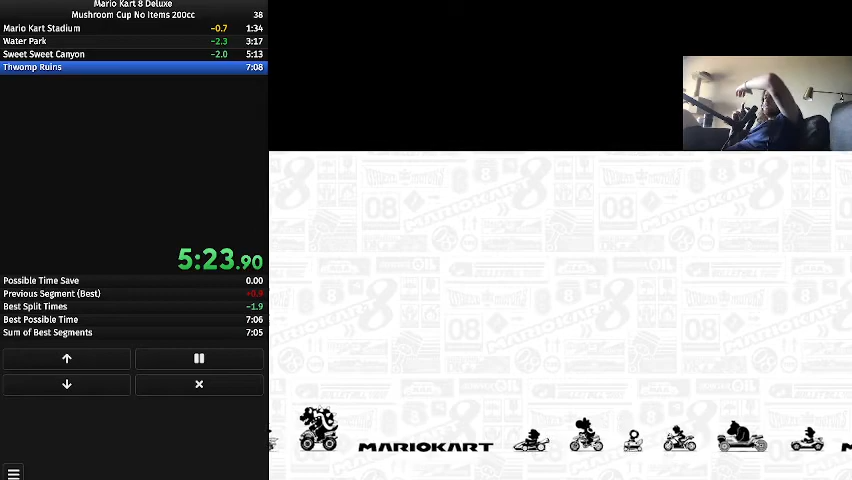 Mario Kart 8 Deluxe
Mushroom Cup No Items 200cc 38
Mario Kart Stadium −0.7 1:34
Water Park −2.3 3:17
Sweet Sweet Canyon −2.0 5:13
Thwomp Ruins 7:08
5:23.90
Possible Time Save 0.00
Previous Segment (Best) +0.9
Best Split Times −1.9
Best Possible Time 7:06
Sum of Best Segments 7:05
MARIOKART